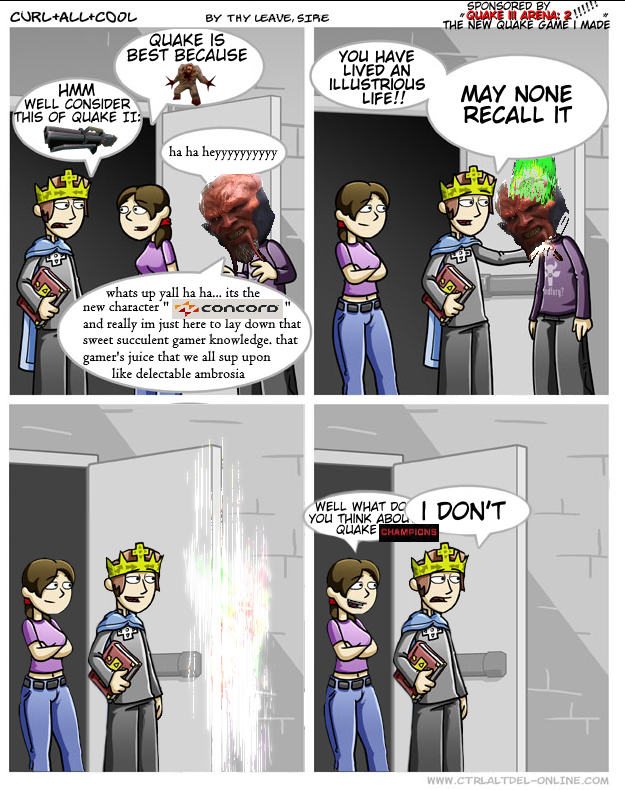 CURL+ALL+COOL
BY THY LEAVE, SIRE
SPONSORED BY
"QUAKE III ARENA: 2"!!!!!!
THE NEW QUAKE GAME I MADE
QUAKE IS
BEST BECAUSE
HMM
WELL CONSIDER
THIS OF QUAKE II:
ha ha heyyyyyyyyyy
whats up yall ha ha... its the
new character " concord "
and really im just here to lay down that
sweet succulent gamer knowledge. that
gamer's juice that we all sup upon
like delectable ambrosia
YOU HAVE
LIVED AN
ILLUSTRIOUS
LIFE!!
MAY NONE
RECALL IT
WELL WHAT DO
YOU THINK ABOU
QUAKE CHAMPIONS
I DON'T
WWW.CTRLALTDEL-ONLINE.COM